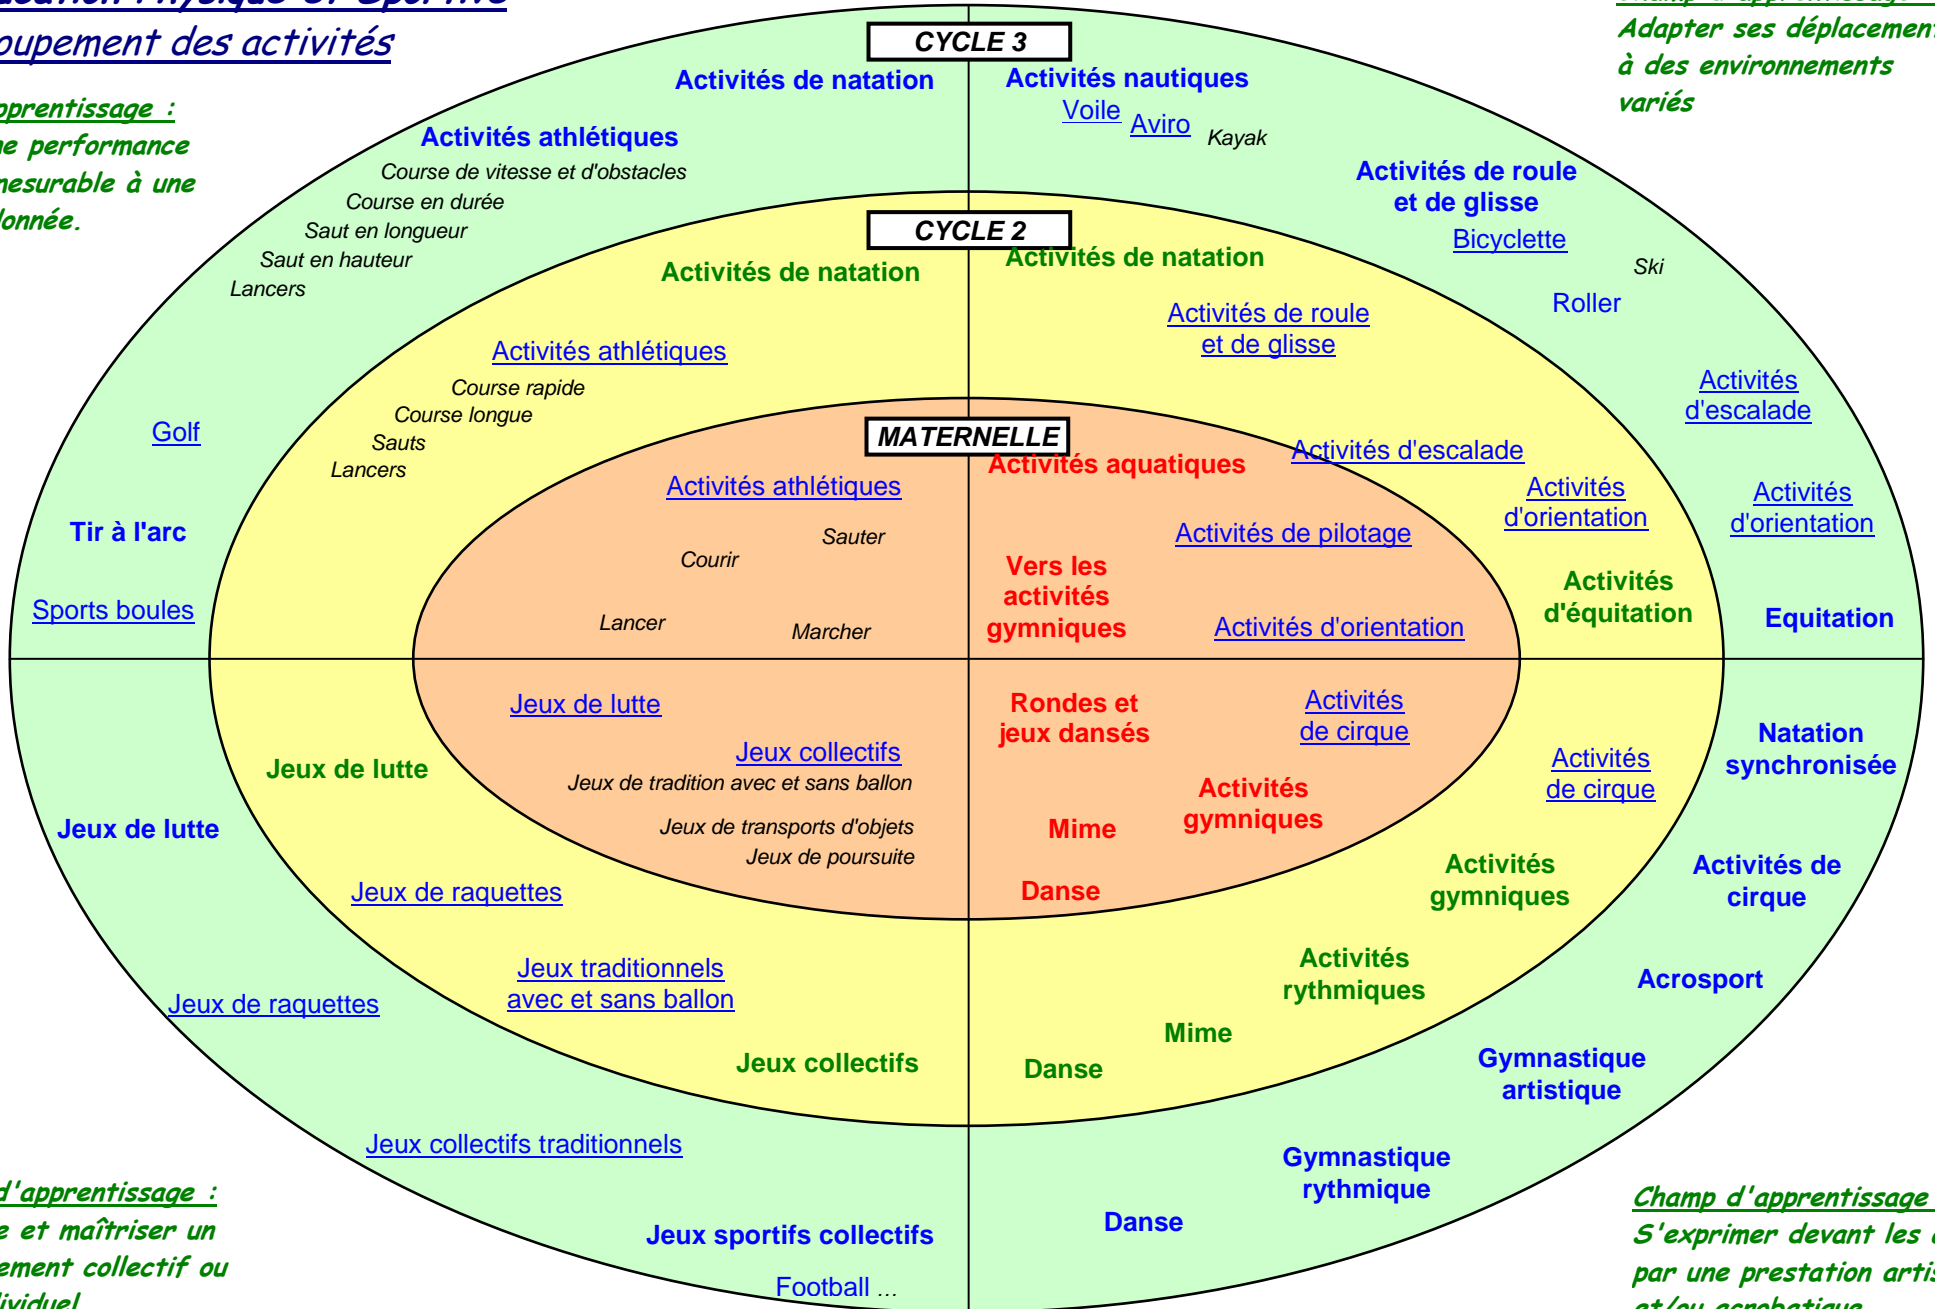 Physique et Sportive
des activités
apprentissage :
performance
mesurable à une
donnée.
Adapter ses
à des environnements
variés
CYCLE 3
Activités de natation
Activités nautiques
Voile
Aviro
Kayak
Activités athlétiques
Course de vitesse et d'obstacles
Course en durée
Saut en longueur
Saut en hauteur
Lancers
Activités de roule
et de glisse
Bicyclette
Ski
Roller
Activités
d'escalade
Activités
d'orientation
Equitation
Golf
Tir à l'arc
Sports boules
CYCLE 2
Activités de natation
Activités de natation
Activités athlétiques
Course rapide
Course longue
Sauts
Lancers
Activités de roule
et de glisse
Activités d'escalade
Activités
d'orientation
Activités
d'équitation
MATERNELLE
Activités athlétiques
Sauter
Courir
Lancer
Marcher
Activités aquatiques
Activités de pilotage
Vers les
activités
gymniques
Activités d'orientation
Jeux de lutte
Jeux collectifs
Jeux de tradition avec et sans ballon
Jeux de transports d'objets
Jeux de poursuite
Rondes et
jeux dansés
Activités
de cirque
Activités
gymniques
Mime
Danse
Jeux de lutte
Jeux de raquettes
Jeux traditionnels
avec et sans ballon
Jeux collectifs
Activités
de cirque
Activités
gymniques
Activités
rythmiques
Mime
Danse
Jeux de lutte
Jeux de raquettes
Jeux collectifs traditionnels
Jeux sportifs collectifs
Football ...
Natation
synchronisée
Activités de
cirque
Acrosport
Gymnastique
artistique
Gymnastique
rythmique
Danse
d'apprentissage :
et maîtriser un
collectif ou
Champ d'apprentissage
S'exprimer devant les
par une prestation
et/ou acrobatique